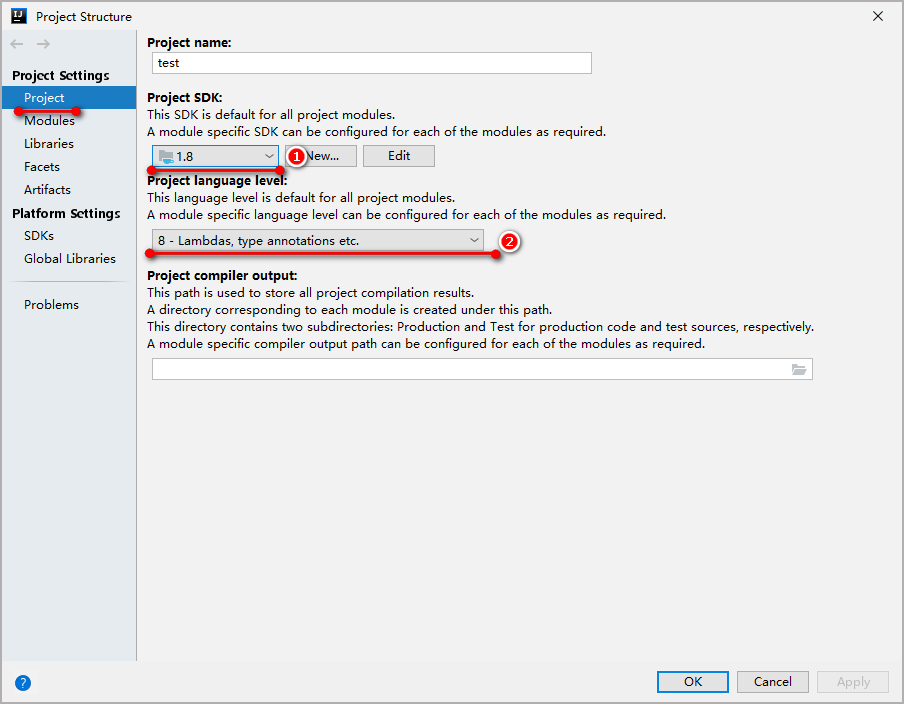 IJ Project Structure
Project name:
test
Project Settings
Project
Modules
Libraries
Facets
Artifacts
Platform Settings
SDKs
Global Libraries
Problems
Project SDK:
This SDK is default for all project modules.
A module specific SDK can be configured for each of the modules as required.
1.8 1 New... Edit
Project language level:
This language level is default for all project modules.
A module specific language level can be configured for each of the modules as required.
8 - Lambdas, type annotations etc. 2
Project compiler output:
This path is used to store all project compilation results.
A directory corresponding to each module is created under this path.
This directory contains two subdirectories: Production and Test for production code and test sources, respectively.
A module specific compiler output path can be configured for each of the modules as required.
? OK Cancel Apply